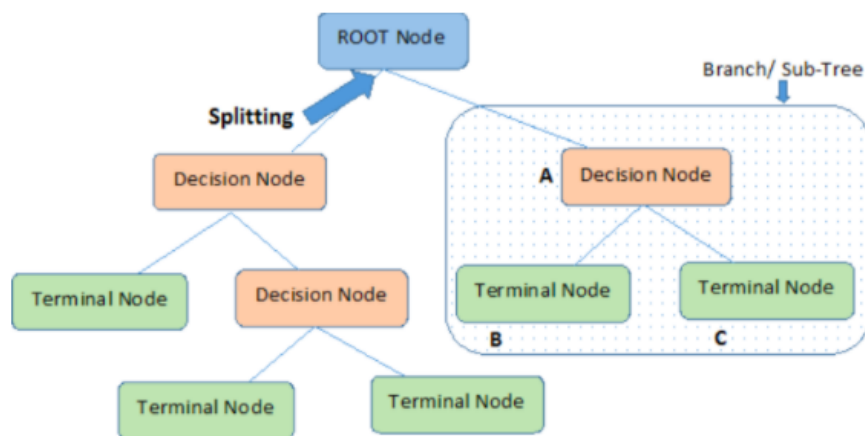 ROOT Node
Branch/ Sub-Tree
Splitting
Decision Node
A
Decision Node
Terminal Node
Decision Node
Terminal Node
Terminal Node
B
C
Terminal Node
Terminal Node